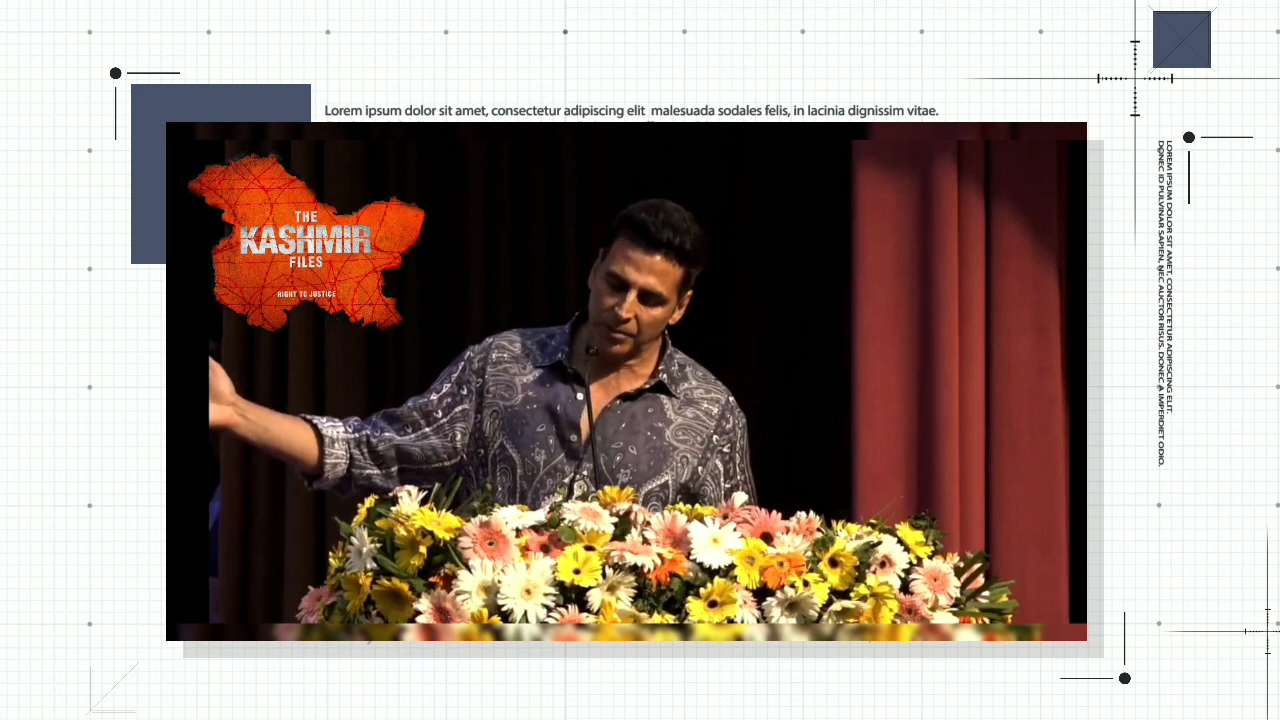 Lorem ipsum dolor sit amet, consectetur adipiscing elit malesuada sodales felis, in lacinia dignissim vitae.
THE
KASHMIR
FILES
RIGHT TO JUSTICE
LOREM IPSUM DOLOR SIT AMET, CONSECTETUR ADIPISCING ELIT.
DONEC ID PULVINAR SAPIEN, NEC AUCTOR RISUS. DONEC A IMPERDIET ODIO.